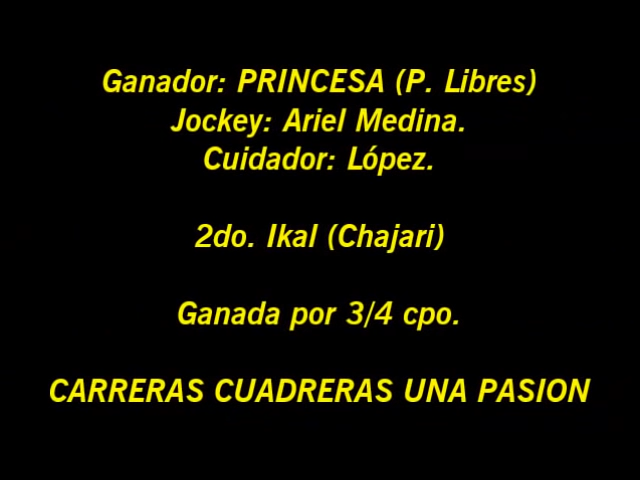 Ganador: PRINCESA (P. Libres)
Jockey: Ariel Medina.
Cuidador: López.
2do. Ikal (Chajari)
Ganada por 3/4 cpo.
CARRERAS CUADRERAS UNA PASION